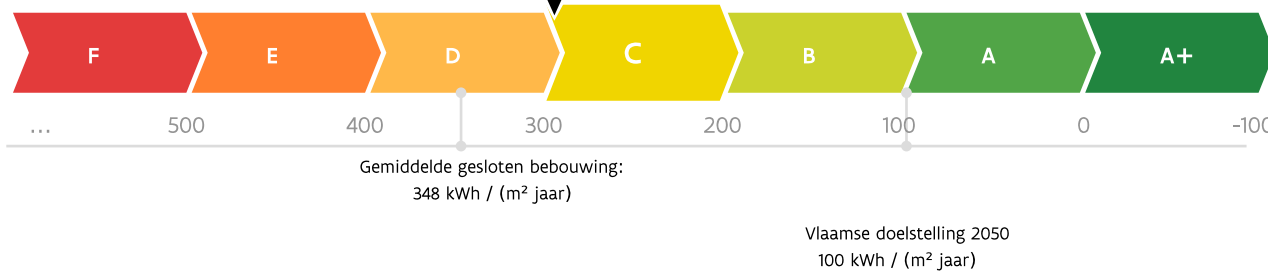 F E D C B A A+
... 500 400 300 200 100 0 -100
Gemiddelde gesloten bebouwing:
348 kWh / (m² jaar)
Vlaamse doelstelling 2050
100 kWh / (m² jaar)